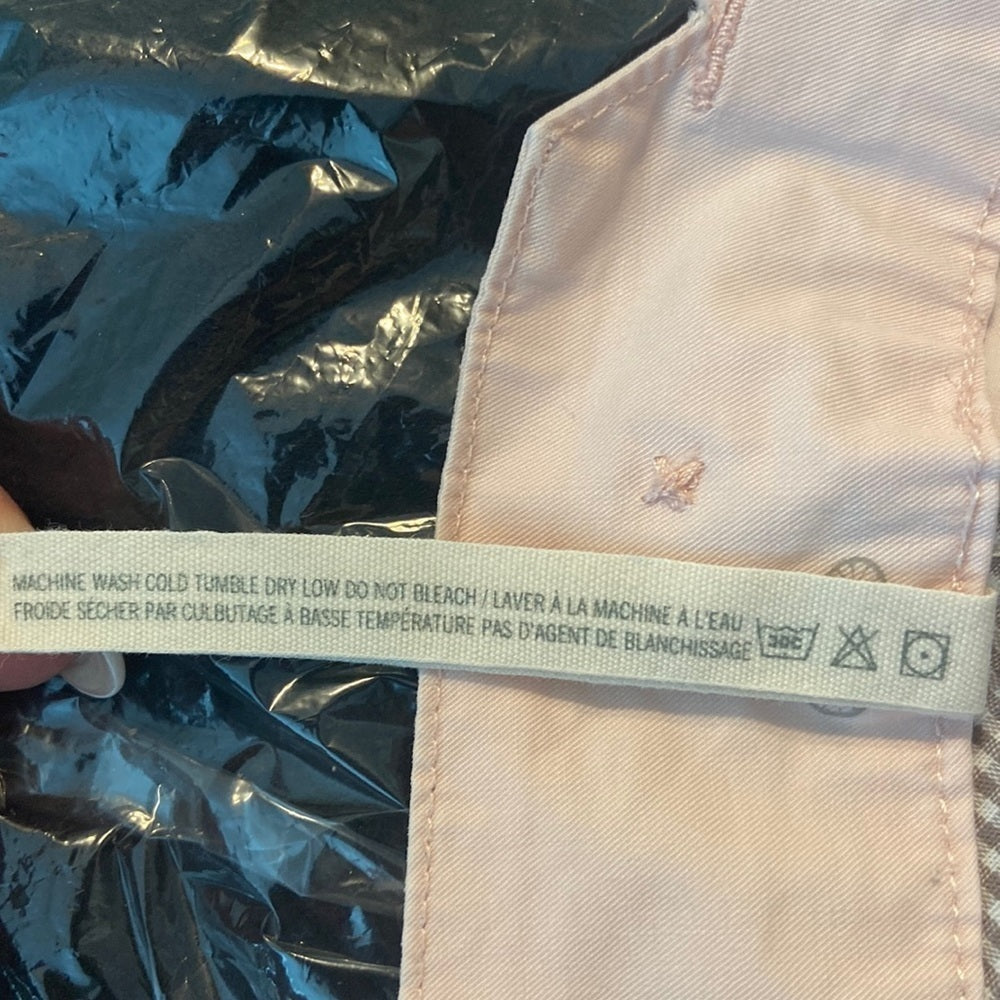 MACHINE WASH COLD TUMBLE DRY LOW DO NOT BLEACH / LAVER À LA MACHINE À L'EAU
FROIDE SÉCHER PAR CULBUTAGE À BASSE TEMPÉRATURE PAS D'AGENT DE BLANCHISSAGE
30C